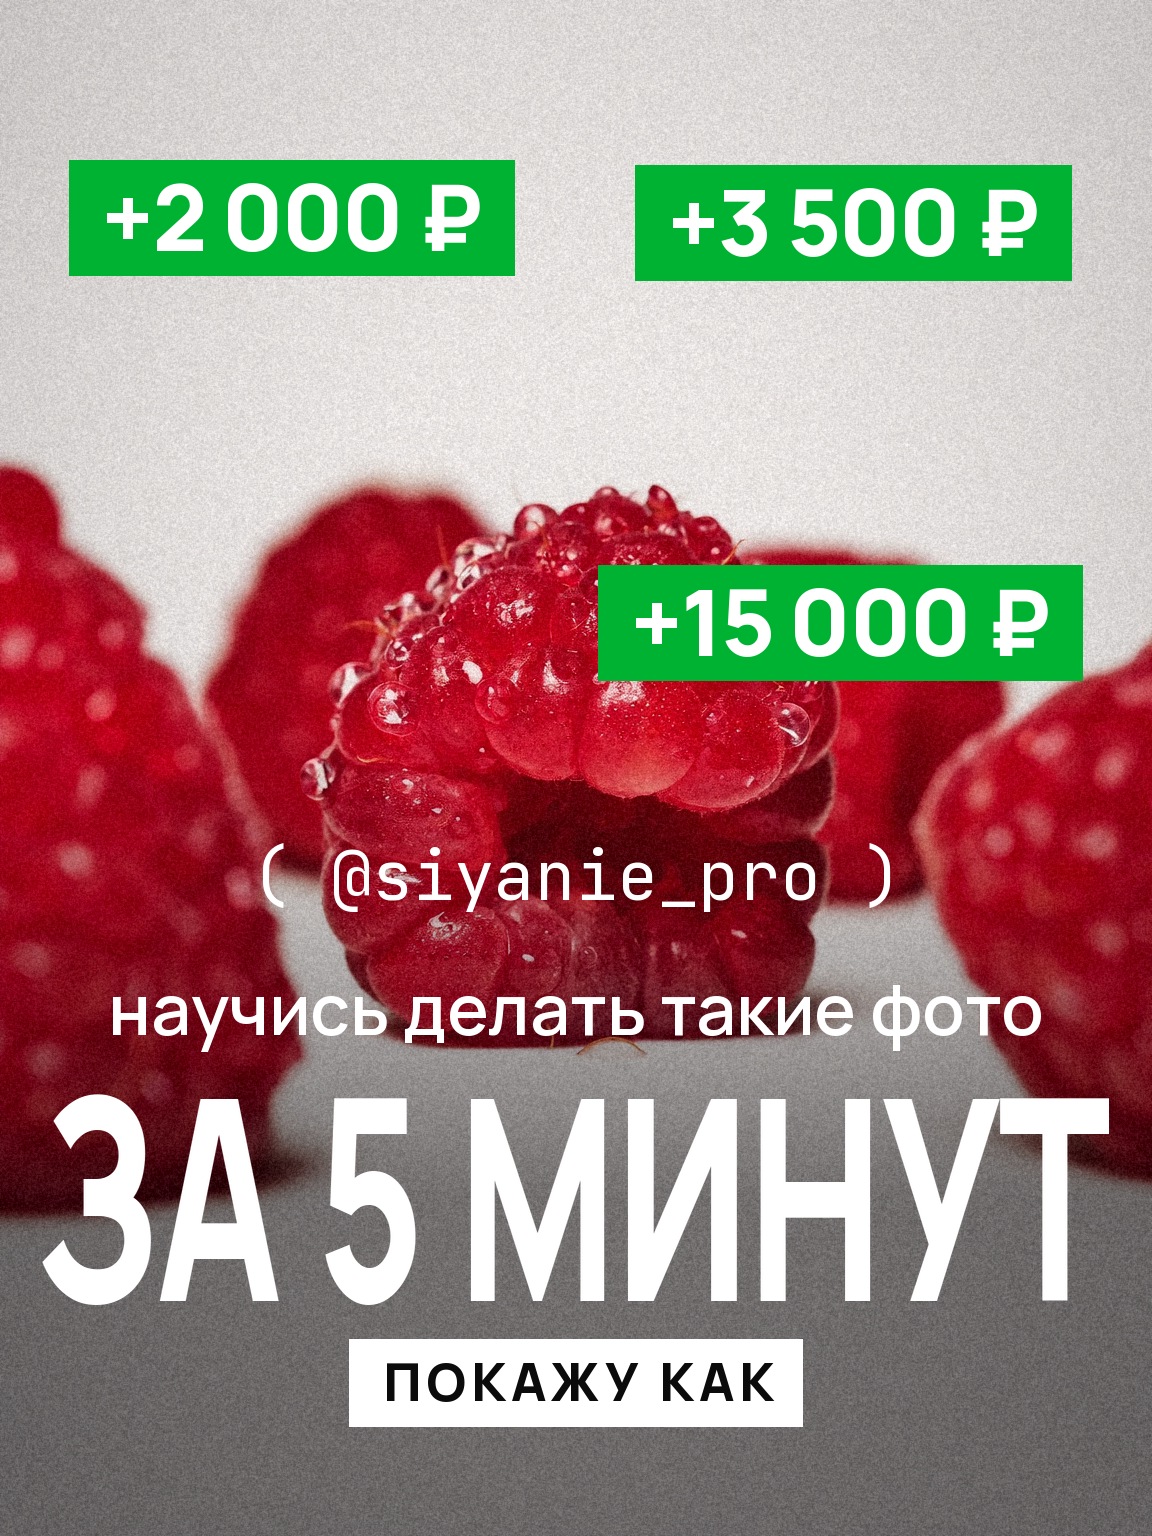 +2 000 ₽
+3 500 ₽
+15 000 ₽
( @siyanie_pro )
научись делать такие фото
ЗА 5 МИНУТ
ПОКАЖУ КАК